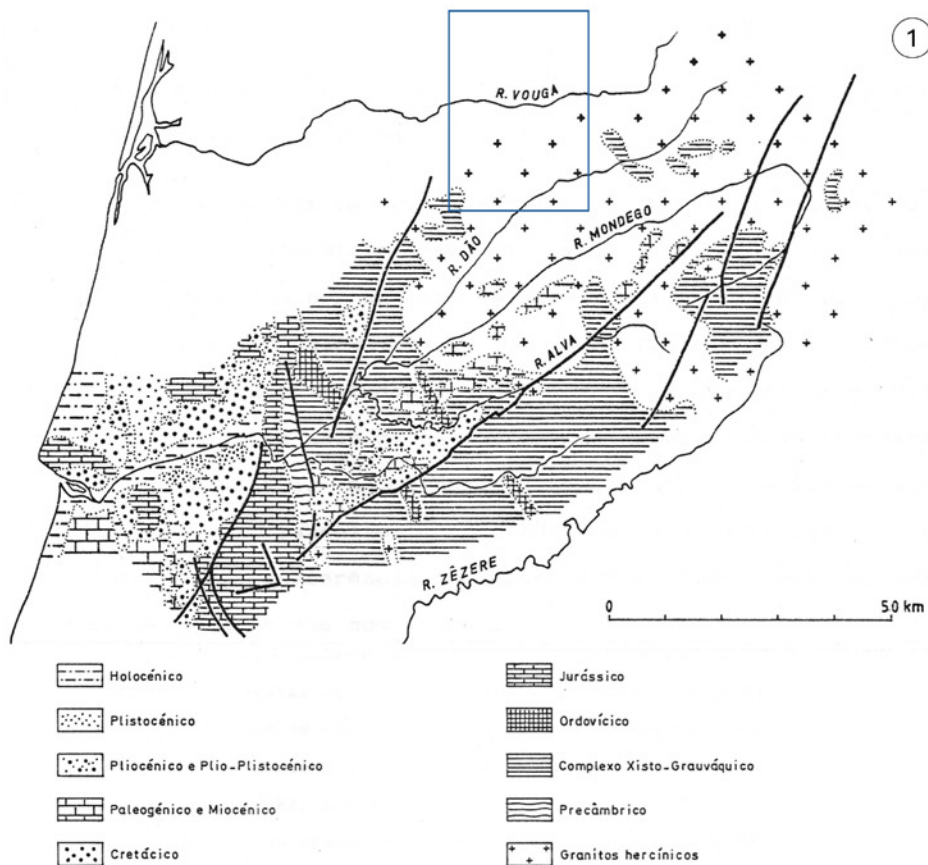 1
R. VOUGA
R. DÃO
R. MONDEGO
R. ALVA
R. ZÊZERE
0 50 km
Holocénico
Plistocénico
Pliocénico e Plio-Plistocénico
Paleogénico e Miocénico
Cretácico
Jurássico
Ordovícico
Complexo Xisto-Grauváquico
Precâmbrico
Granitos hercínicos